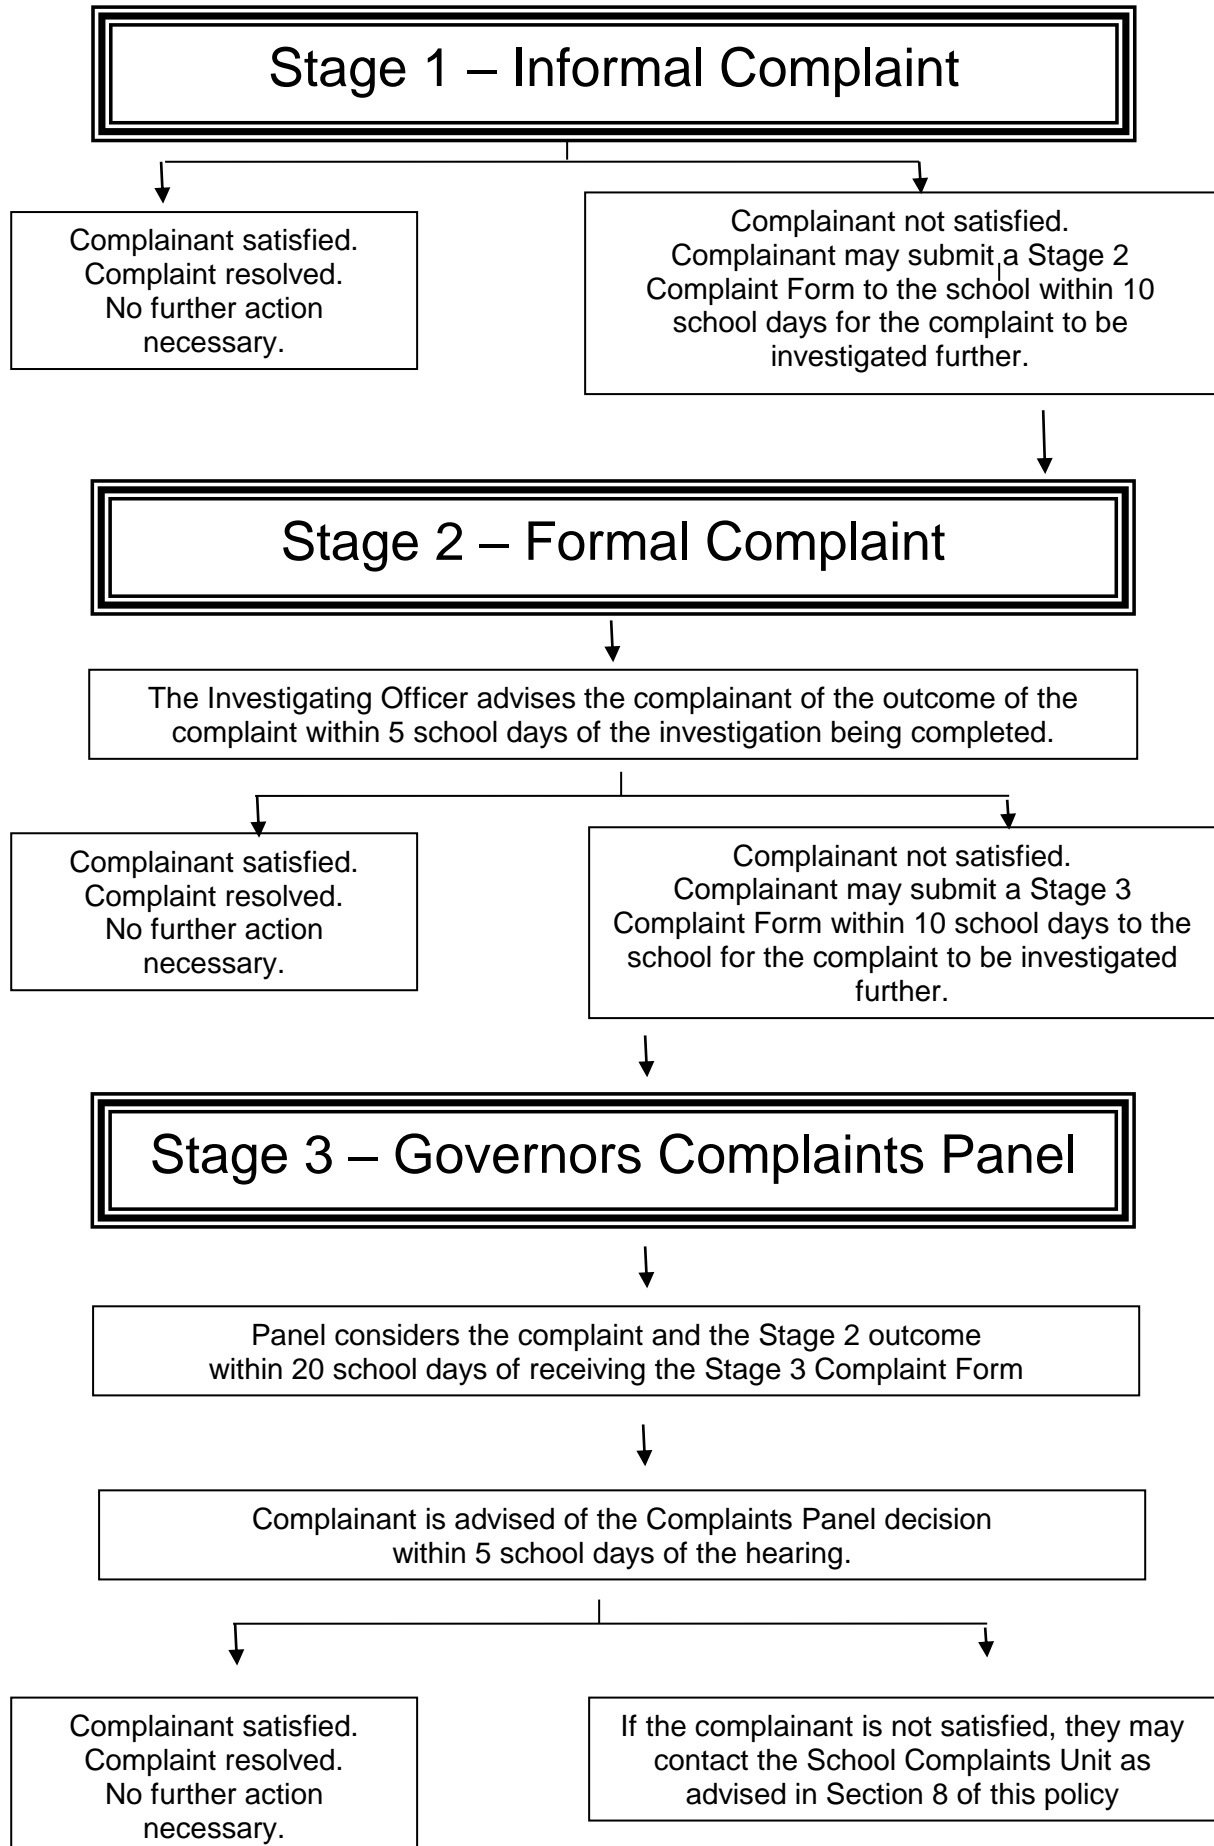 Stage 1 – Informal Complaint
Complainant satisfied.
Complaint resolved.
No further action
necessary.
Complainant not satisfied.
Complainant may submit a Stage 2
Complaint Form to the school within 10
school days for the complaint to be
investigated further.
Stage 2 – Formal Complaint
The Investigating Officer advises the complainant of the outcome of the
complaint within 5 school days of the investigation being completed.
Complainant satisfied.
Complaint resolved.
No further action
necessary.
Complainant not satisfied.
Complainant may submit a Stage 3
Complaint Form within 10 school days to the
school for the complaint to be investigated
further.
Stage 3 – Governors Complaints Panel
Panel considers the complaint and the Stage 2 outcome
within 20 school days of receiving the Stage 3 Complaint Form
Complainant is advised of the Complaints Panel decision
within 5 school days of the hearing.
Complainant satisfied.
Complaint resolved.
No further action
necessary.
If the complainant is not satisfied, they may
contact the School Complaints Unit as
advised in Section 8 of this policy